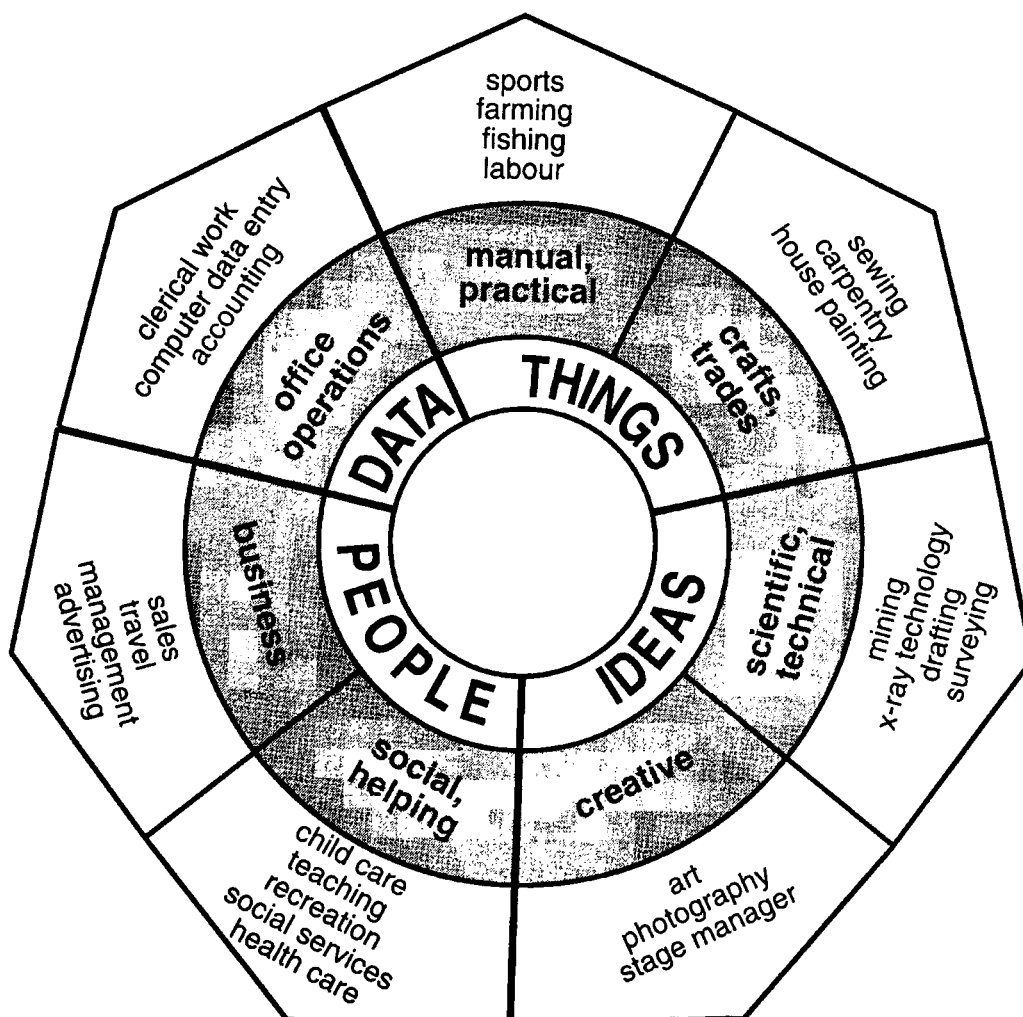 sports
farming
fishing
labour
manual,
practical
THINGS
sewing
carpentry
house painting
crafts,
trades
mining
x-ray technology
drafting
surveying
scientific,
technical
IDEAS
creative
art
photography
stage manager
PEOPLE
social,
helping
child care
teaching
recreation
social services
health care
business
sales
travel
management
advertising
DATA
office
operations
clerical work
computer data entry
accounting